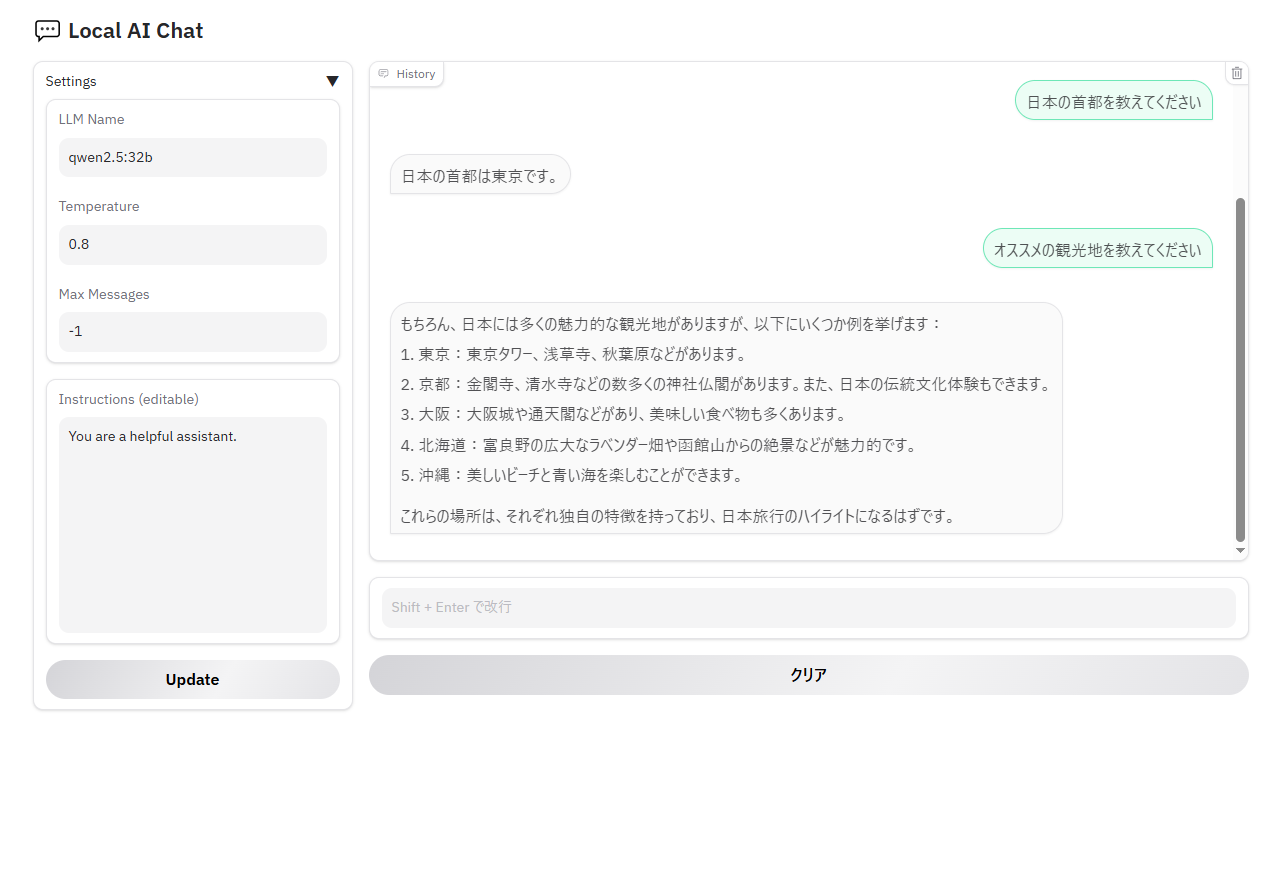 Local AI Chat
Settings
▼
LLM Name
qwen2.5:32b
Temperature
0.8
Max Messages
-1
Instructions (editable)
You are a helpful assistant.
Update
History
日本の首都を教えてください
日本の首都は東京です。
オススメの観光地を教えてください
もちろん、日本には多くの魅力的な観光地がありますが、以下にいくつか例を挙げます：
1. 東京：東京タワー、浅草寺、秋葉原などがあります。
2. 京都：金閣寺、清水寺などの数多くの神社仏閣があります。また、日本の伝統文化体験もできます。
3. 大阪：大阪城や通天閣などがあり、美味しい食べ物も多くあります。
4. 北海道：富良野の広大なラベンダー畑や函館山からの絶景などが魅力的です。
5. 沖縄：美しいビーチと青い海を楽しむことができます。
これらの場所は、それぞれ独自の特徴を持っており、日本旅行のハイライトになるはずです。
Shift + Enter で改行
クリア